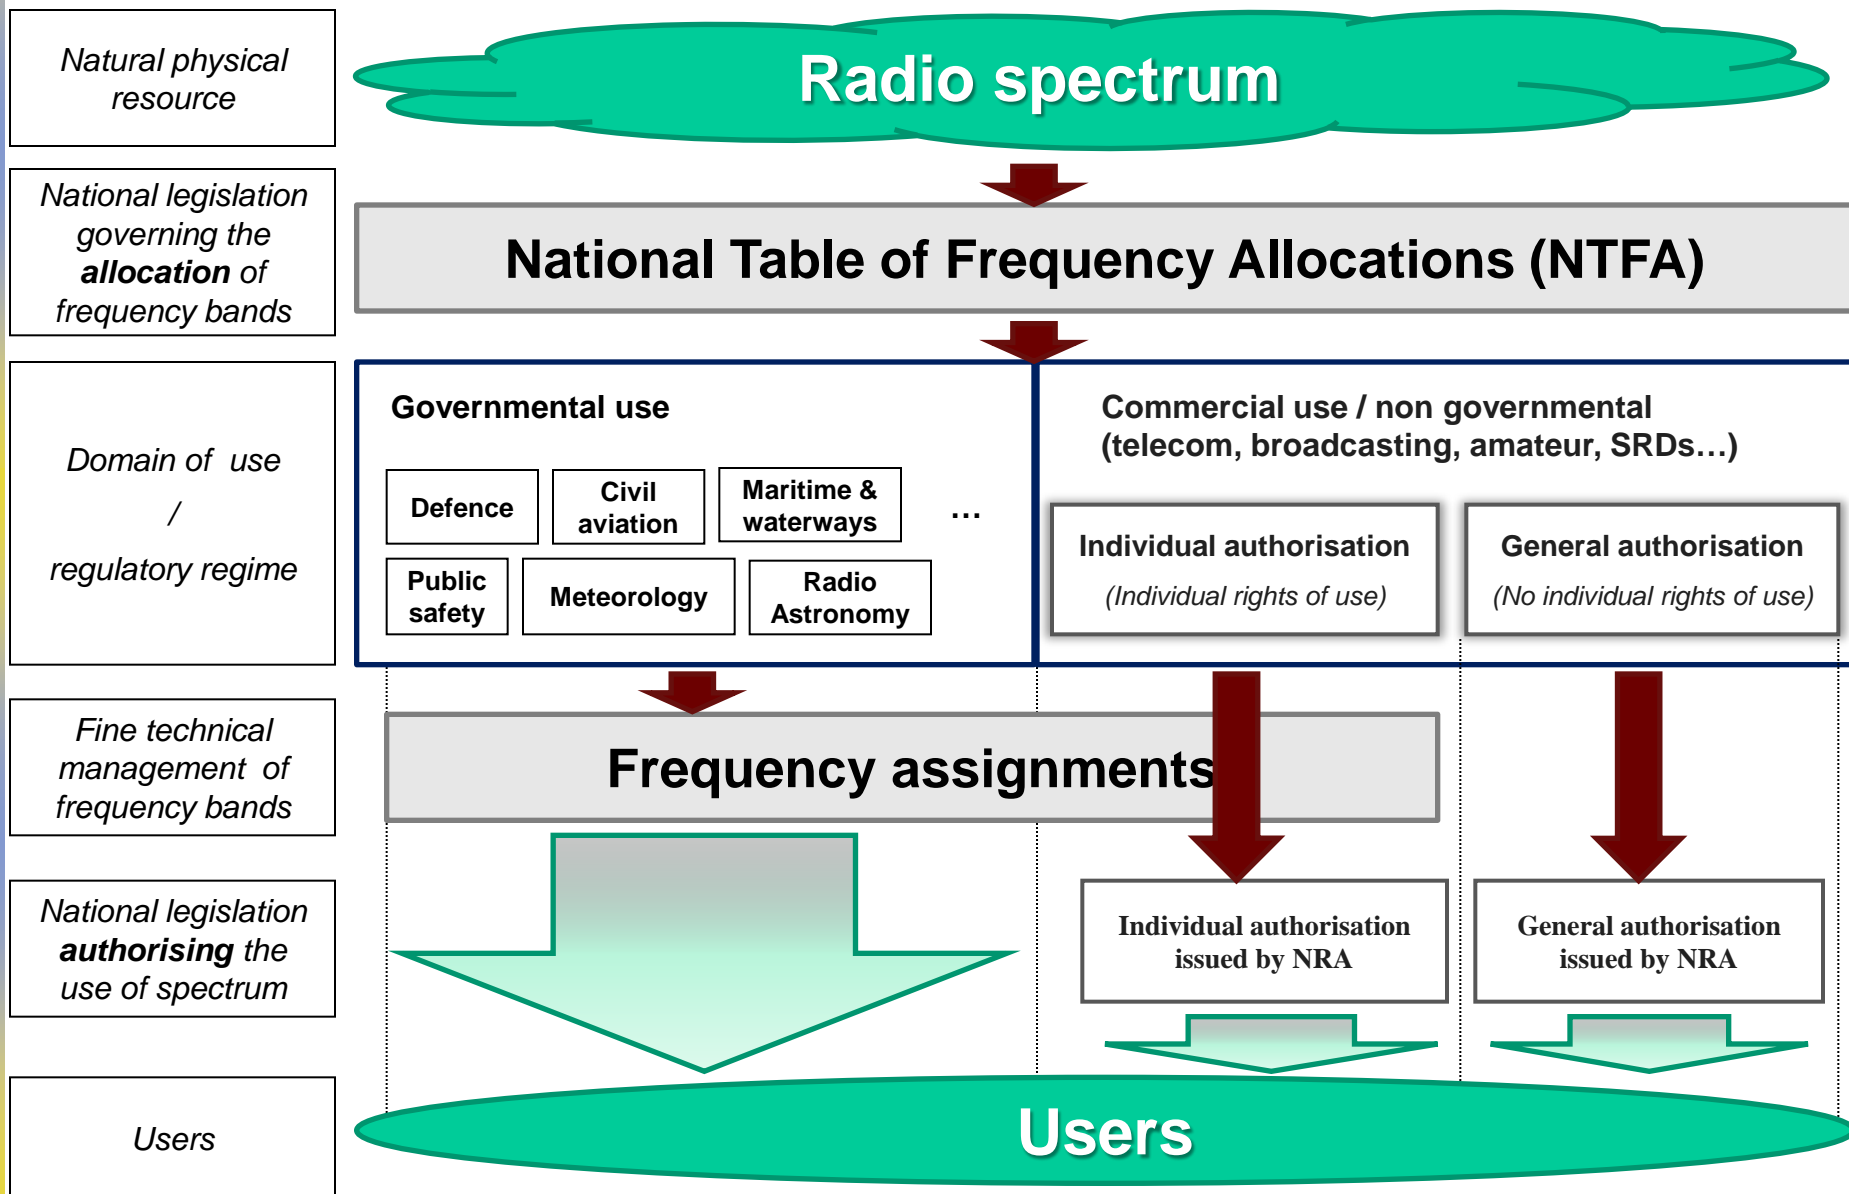 Natural physical
resource
Radio spectrum
National legislation
governing the
allocation of
frequency bands
National Table of Frequency Allocations (NTFA)
Domain of use
/
regulatory regime
Governmental use
Defence
Civil
aviation
Maritime &
waterways
…
Public
safety
Meteorology
Radio
Astronomy
Commercial use / non governmental
(telecom, broadcasting, amateur, SRDs…)
Individual authorisation
(Individual rights of use)
General authorisation
(No individual rights of use)
Fine technical
management of
frequency bands
Frequency assignments
National legislation
authorising the
use of spectrum
Individual authorisation
issued by NRA
General authorisation
issued by NRA
Users
Users